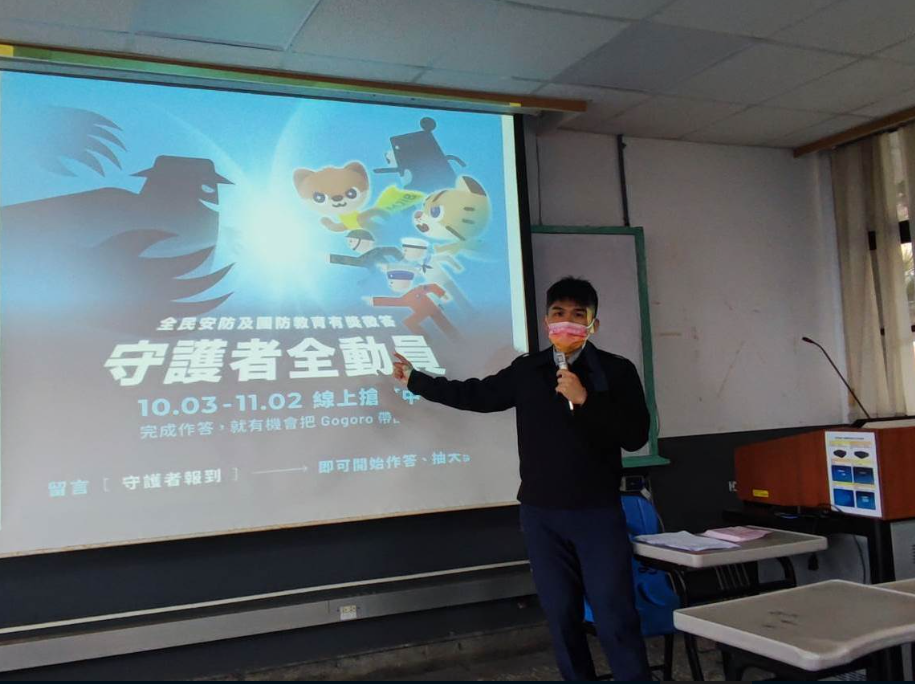 全民安防及國防教育有獎徵答
守護者全動員
10.03-11.02 線上搶
完成作答，就有機會把 Gogoro 帶
留言 [ 守護者報到 ] → 即可開始作答、抽大